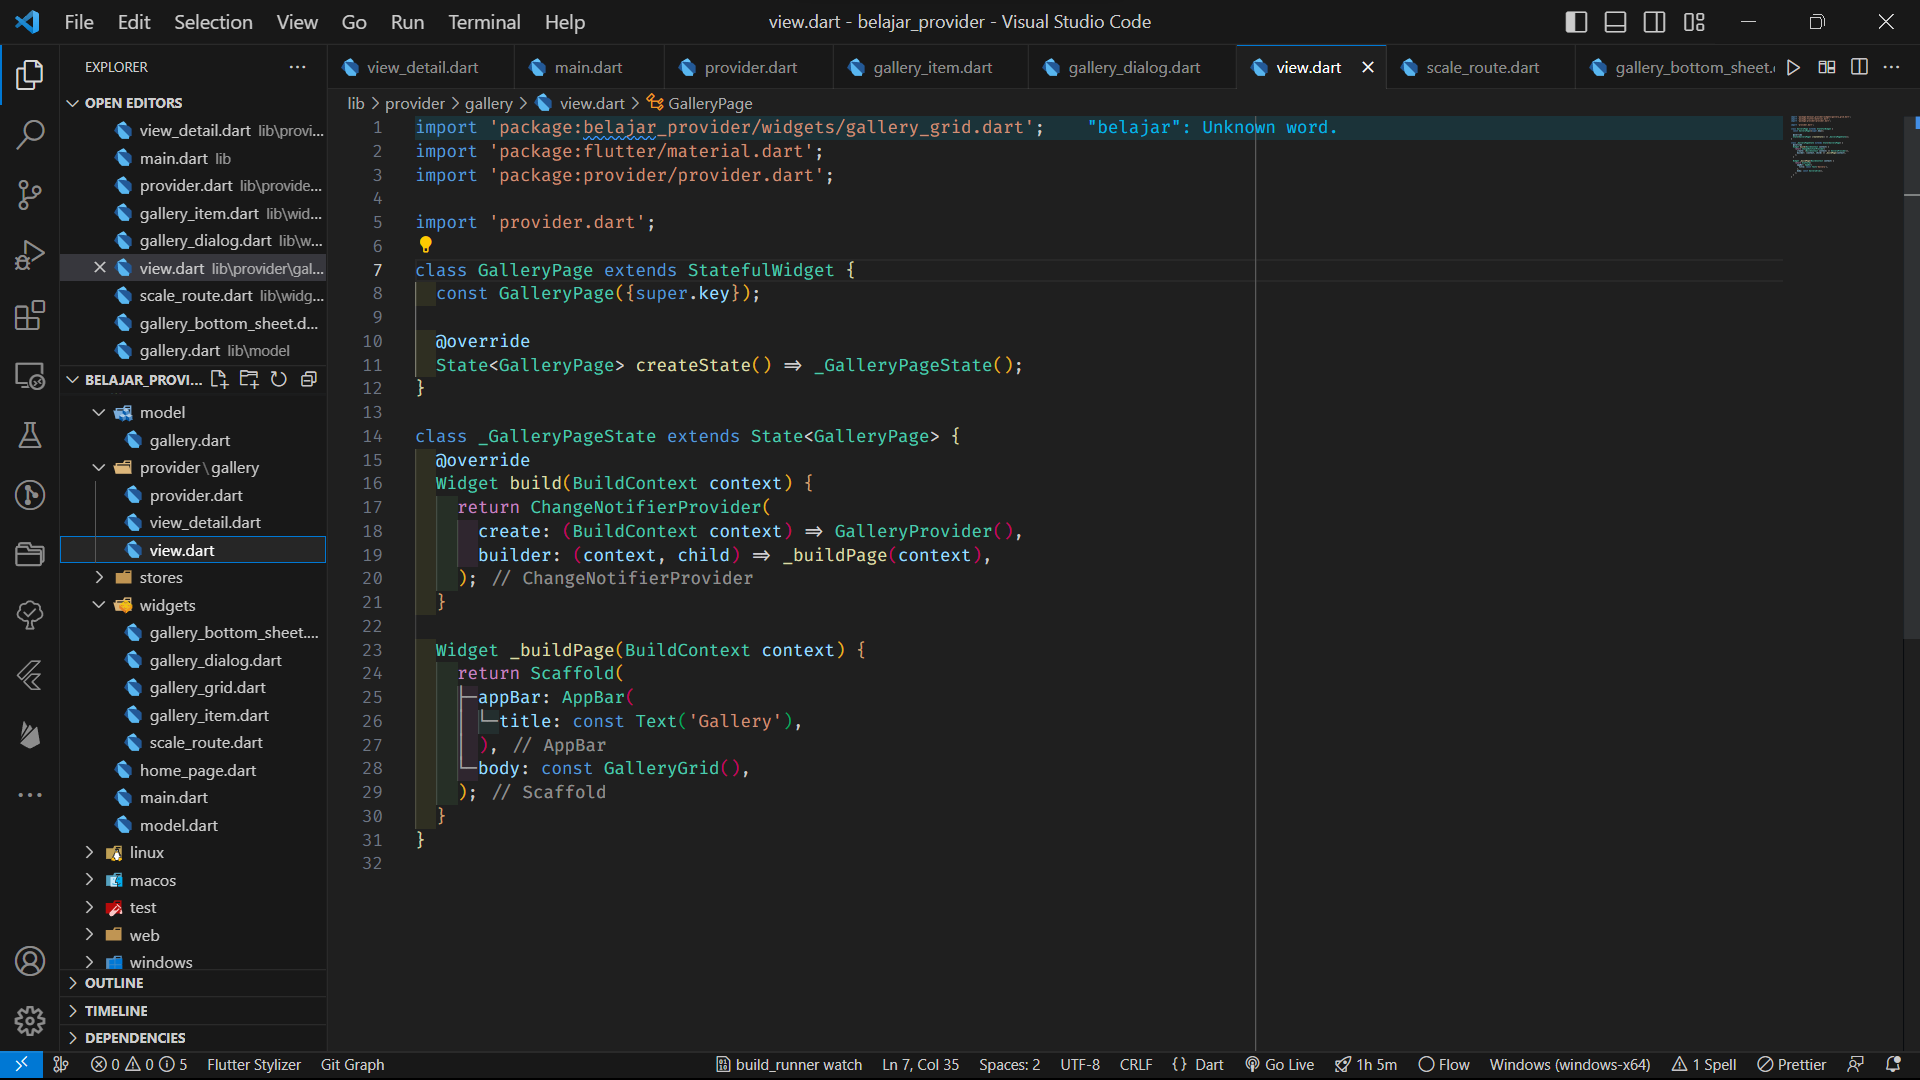 File Edit Selection View Go Run Terminal Help
view.dart - belajar_provider - Visual Studio Code
EXPLORER
view_detail.dart main.dart provider.dart gallery_item.dart gallery_dialog.dart view.dart scale_route.dart gallery_bottom_sheet.
OPEN EDITORS
view_detail.dart lib\provi...
main.dart lib
provider.dart lib\provide...
gallery_item.dart lib\wid...
gallery_dialog.dart lib\w...
view.dart lib\provider\gal...
scale_route.dart lib\widg...
gallery_bottom_sheet.d...
gallery.dart lib\model
BELAJAR_PROVI...
model
gallery.dart
provider\gallery
provider.dart
view_detail.dart
view.dart
stores
widgets
gallery_bottom_sheet....
gallery_dialog.dart
gallery_grid.dart
gallery_item.dart
scale_route.dart
home_page.dart
main.dart
model.dart
linux
macos
test
web
windows
OUTLINE
TIMELINE
DEPENDENCIES
lib > provider > gallery > view.dart > GalleryPage
1 import 'package:belajar_provider/widgets/gallery_grid.dart'; "belajar": Unknown word.
2 import 'package:flutter/material.dart';
3 import 'package:provider/provider.dart';
4
5 import 'provider.dart';
6
7 class GalleryPage extends StatefulWidget {
8 const GalleryPage({super.key});
9
10 @override
11 State<GalleryPage> createState() => _GalleryPageState();
12 }
13
14 class _GalleryPageState extends State<GalleryPage> {
15 @override
16 Widget build(BuildContext context) {
17 return ChangeNotifierProvider(
18 create: (BuildContext context) => GalleryProvider(),
19 builder: (context, child) => _buildPage(context),
20 ); // ChangeNotifierProvider
21 }
22
23 Widget _buildPage(BuildContext context) {
24 return Scaffold(
25 appBar: AppBar(
26 title: const Text('Gallery'),
27 ), // AppBar
28 body: const GalleryGrid(),
29 ); // Scaffold
30 }
31 }
32
0 0 5 Flutter Stylizer Git Graph build_runner watch Ln 7, Col 35 Spaces: 2 UTF-8 CRLF {} Dart Go Live 1h 5m Flow Windows (windows-x64) 1 Spell Prettier